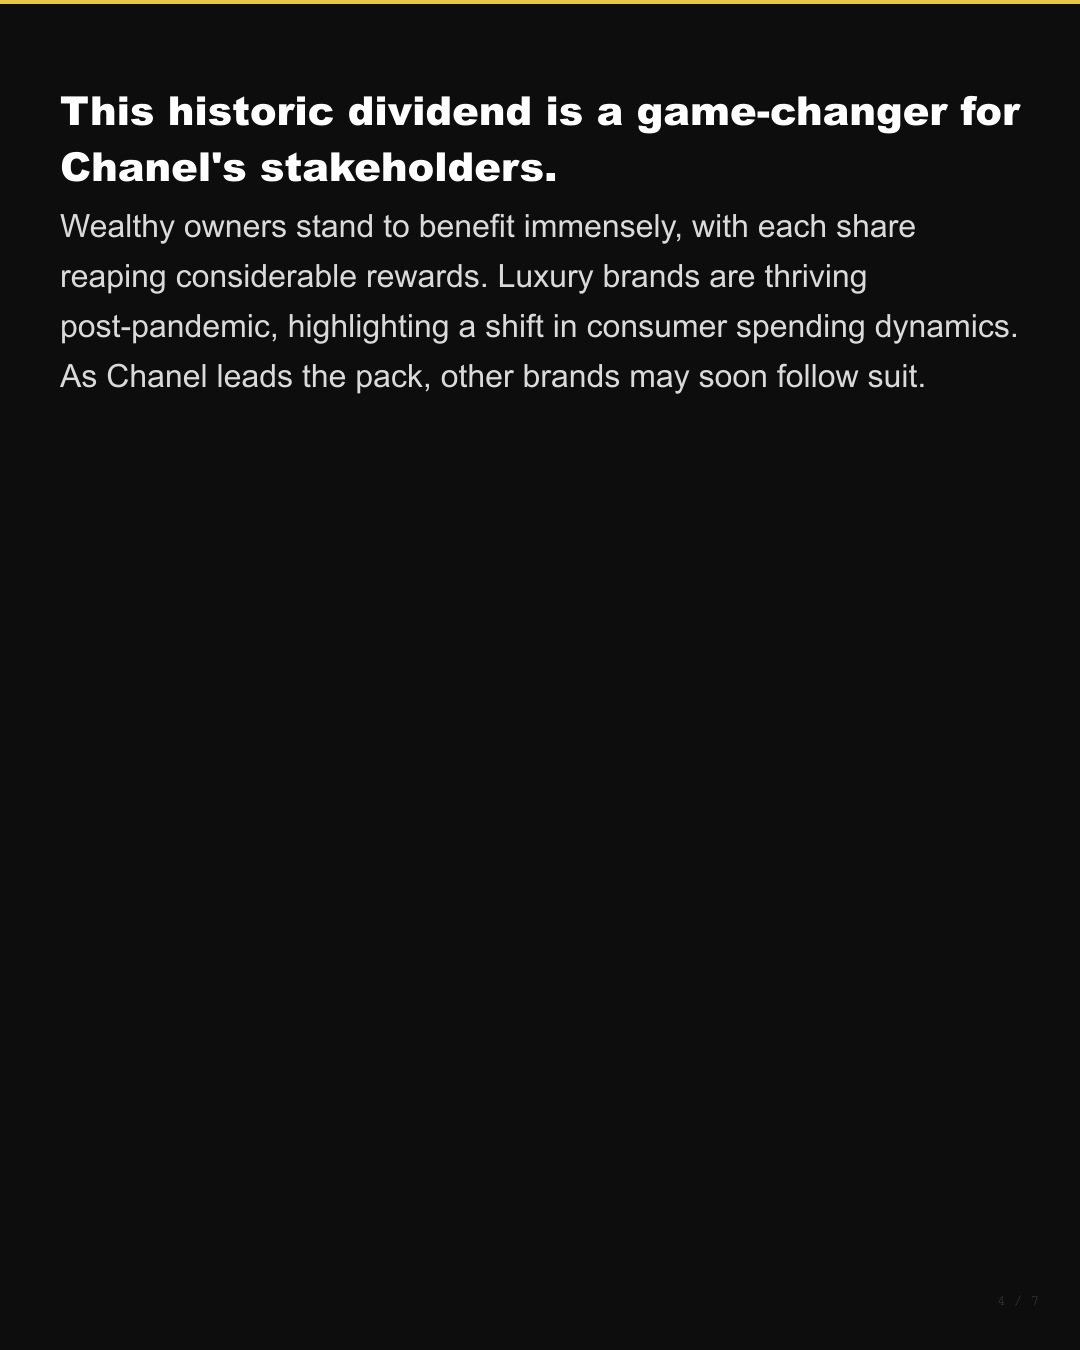 This historic dividend is a game-changer for
Chanel's stakeholders.
Wealthy owners stand to benefit immensely, with each share
reaping considerable rewards. Luxury brands are thriving
post-pandemic, highlighting a shift in consumer spending dynamics.
As Chanel leads the pack, other brands may soon follow suit.
4 / 7